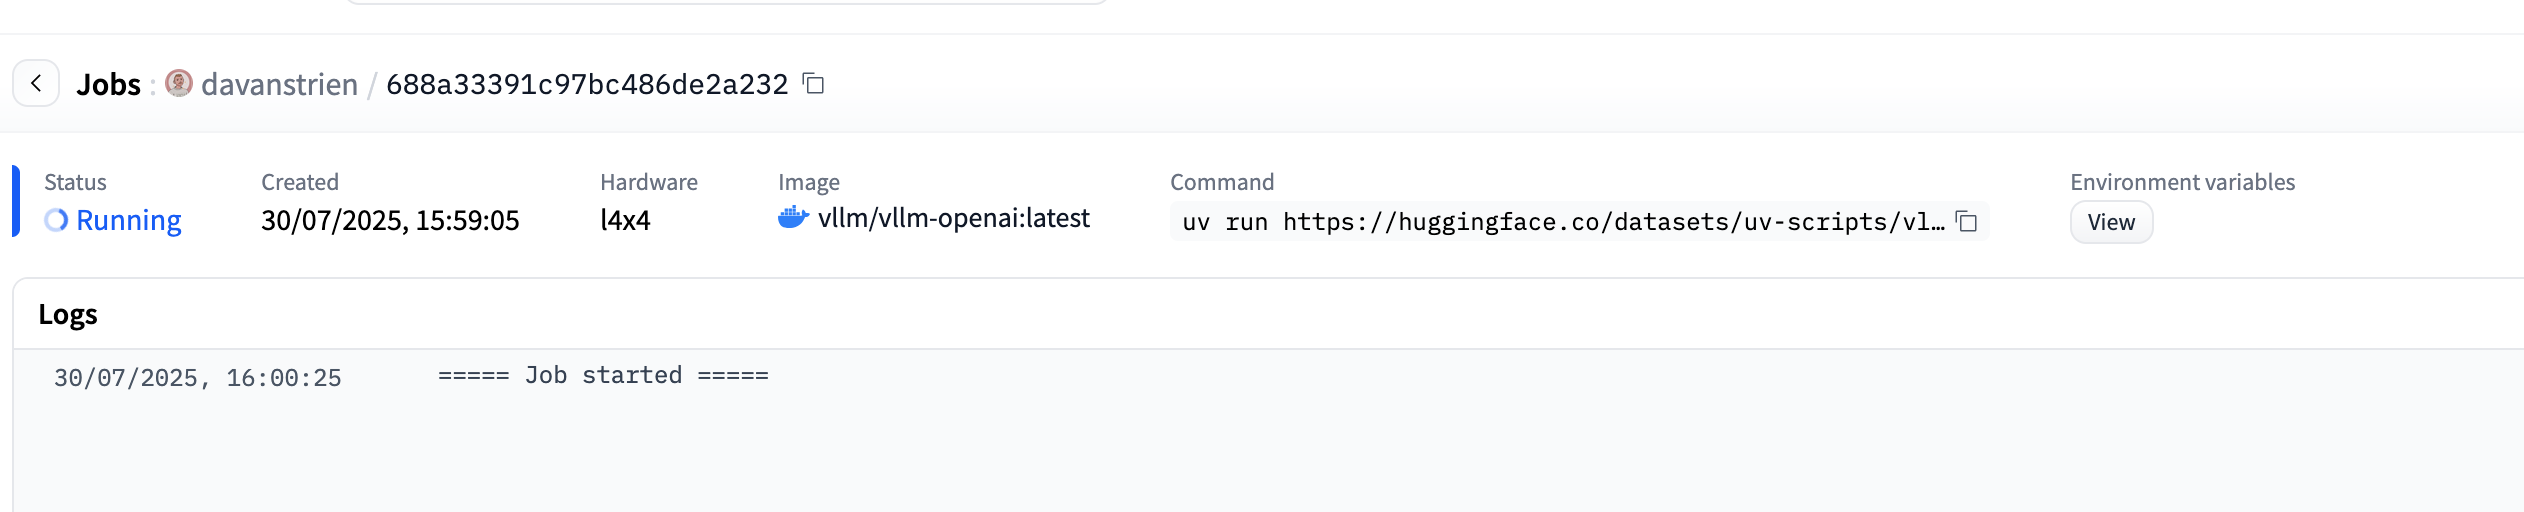 Jobs : davanstrien / 688a33391c97bc486de2a232
Status
Running
Created
30/07/2025, 15:59:05
Hardware
l4x4
Image
vllm/vllm-openai:latest
Command
uv run https://huggingface.co/datasets/uv-scripts/vl…
Environment variables
View
Logs
30/07/2025, 16:00:25 ===== Job started =====